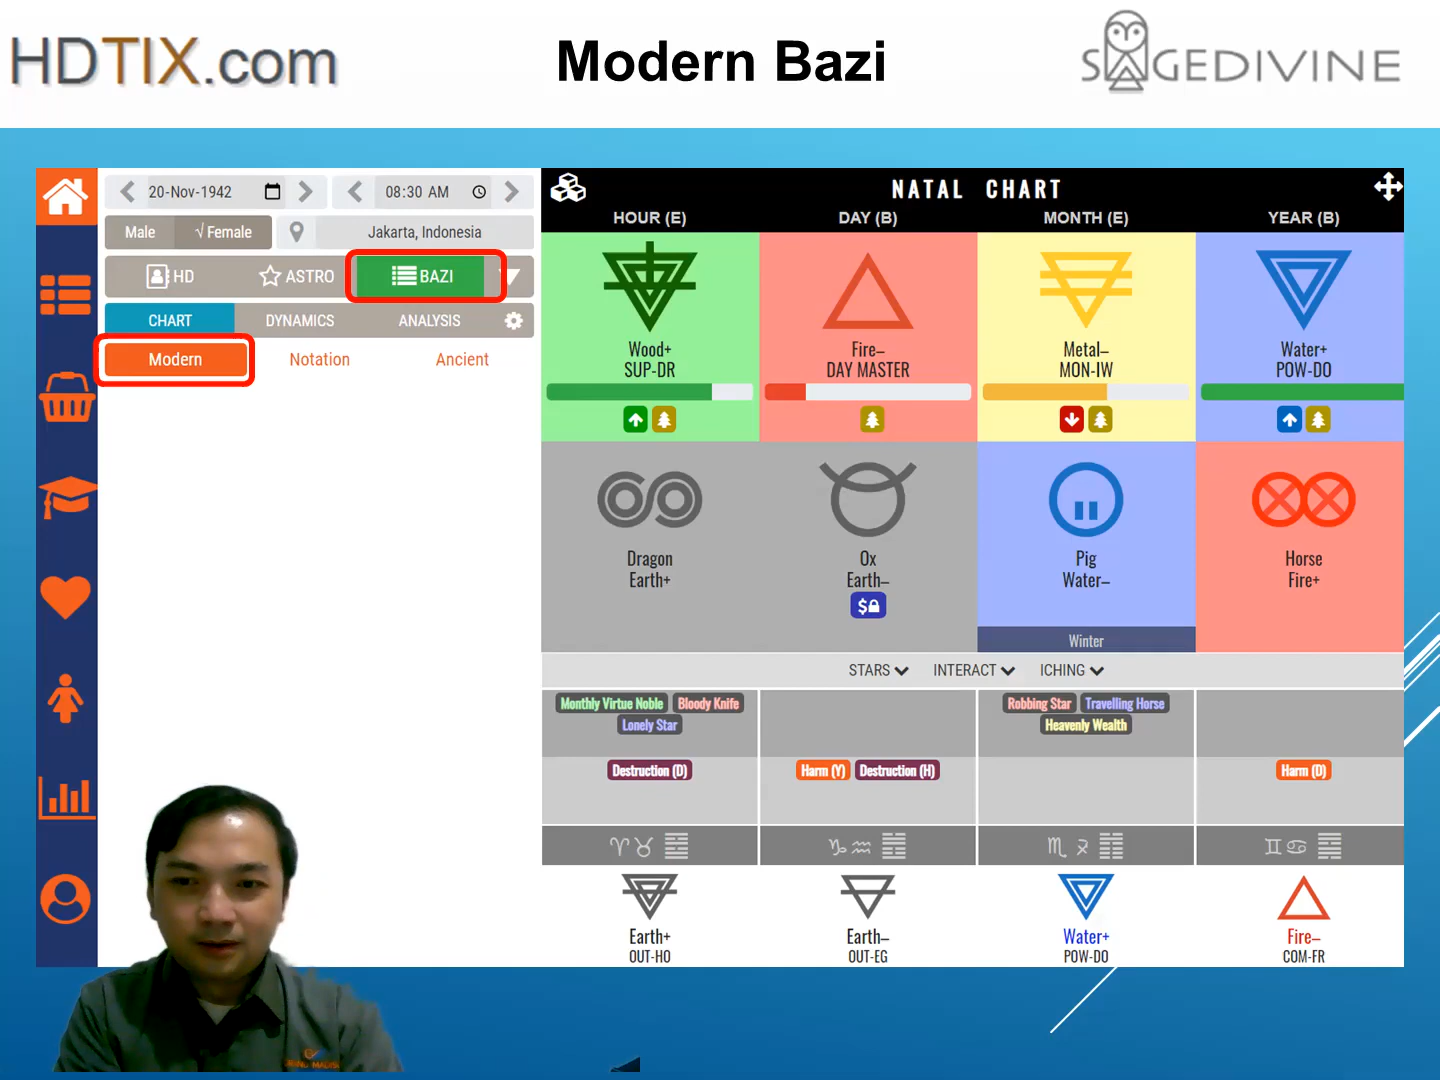 HDTIX.com
Modern Bazi
SAGEDIVINE
20-Nov-1942
08:30 AM
Male
√ Female
Jakarta, Indonesia
HD
ASTRO
BAZI
CHART
DYNAMICS
ANALYSIS
Modern
Notation
Ancient
NATAL CHART
HOUR (E)
DAY (B)
MONTH (E)
YEAR (B)
Wood+
SUP-DR
Fire–
DAY MASTER
Metal–
MON-IW
Water+
POW-DO
Dragon
Earth+
Ox
Earth–
$
Pig
Water–
Winter
Horse
Fire+
STARS
INTERACT
ICHING
Monthly Virtue Noble
Bloody Knife
Lonely Star
Robbing Star
Travelling Horse
Heavenly Wealth
Destruction (D)
Harm (Y)
Destruction (H)
Harm (D)
♈♉
♑♒
♏♐
♊♋
Earth+
OUT-HO
Earth–
OUT-EG
Water+
POW-DO
Fire–
COM-FR